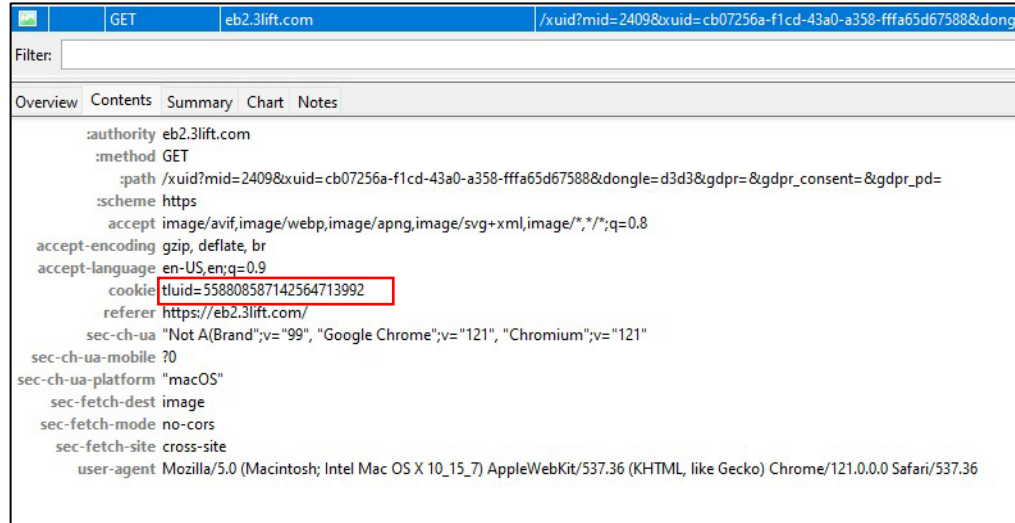 GET eb2.3lift.com /xuid?mid=2409&xuid=cb07256a-f1cd-43a0-a358-fffa65d67588&dong
Filter:
Overview Contents Summary Chart Notes
:authority eb2.3lift.com
:method GET
:path /xuid?mid=2409&xuid=cb07256a-f1cd-43a0-a358-fffa65d67588&dongle=d3d3&gdpr=&gdpr_consent=&gdpr_pd=
:scheme https
accept image/avif,image/webp,image/apng,image/svg+xml,image/*,*/*;q=0.8
accept-encoding gzip, deflate, br
accept-language en-US,en;q=0.9
cookie tluid=558808587142564713992
referer https://eb2.3lift.com/
sec-ch-ua "Not A(Brand";v="99", "Google Chrome";v="121", "Chromium";v="121"
sec-ch-ua-mobile ?0
sec-ch-ua-platform "macOS"
sec-fetch-dest image
sec-fetch-mode no-cors
sec-fetch-site cross-site
user-agent Mozilla/5.0 (Macintosh; Intel Mac OS X 10_15_7) AppleWebKit/537.36 (KHTML, like Gecko) Chrome/121.0.0.0 Safari/537.36